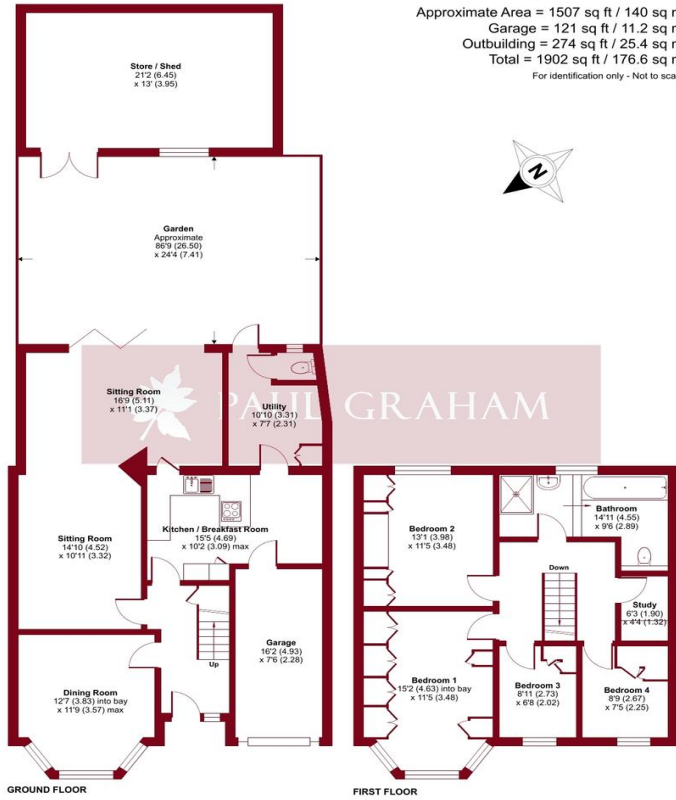 Approximate Area = 1507 sq ft / 140 sq m
Garage = 121 sq ft / 11.2 sq m
Outbuilding = 274 sq ft / 25.4 sq m
Total = 1902 sq ft / 176.6 sq m
For identification only - Not to sca
Store / Shed
21'2 (6.45)
x 13' (3.95)
N
Garden
Approximate
86'9 (26.50)
x 24'4 (7.41)
Sitting Room
16'9 (5.11)
x 11'1 (3.37)
Utility
10'10 (3.31)
x 7'7 (2.31)
PAUL GRAHAM
Kitchen / Breakfast Room
15'5 (4.69)
x 10'2 (3.09) max
Sitting Room
14'10 (4.52)
x 10'11 (3.32)
Garage
16'2 (4.93)
x 7'6 (2.28)
Up
Dining Room
12'7 (3.83) into bay
x 11'9 (3.57) max
GROUND FLOOR
Bedroom 2
13'1 (3.98)
x 11'5 (3.48)
Bathroom
14'11 (4.55)
x 9'6 (2.89)
Down
Study
6'3 (1.90)
x 4'4 (1.32)
Bedroom 1
15'2 (4.63) into bay
x 11'5 (3.48)
Bedroom 3
8'11 (2.73)
x 6'8 (2.02)
Bedroom 4
8'9 (2.67)
x 7'5 (2.25)
FIRST FLOOR